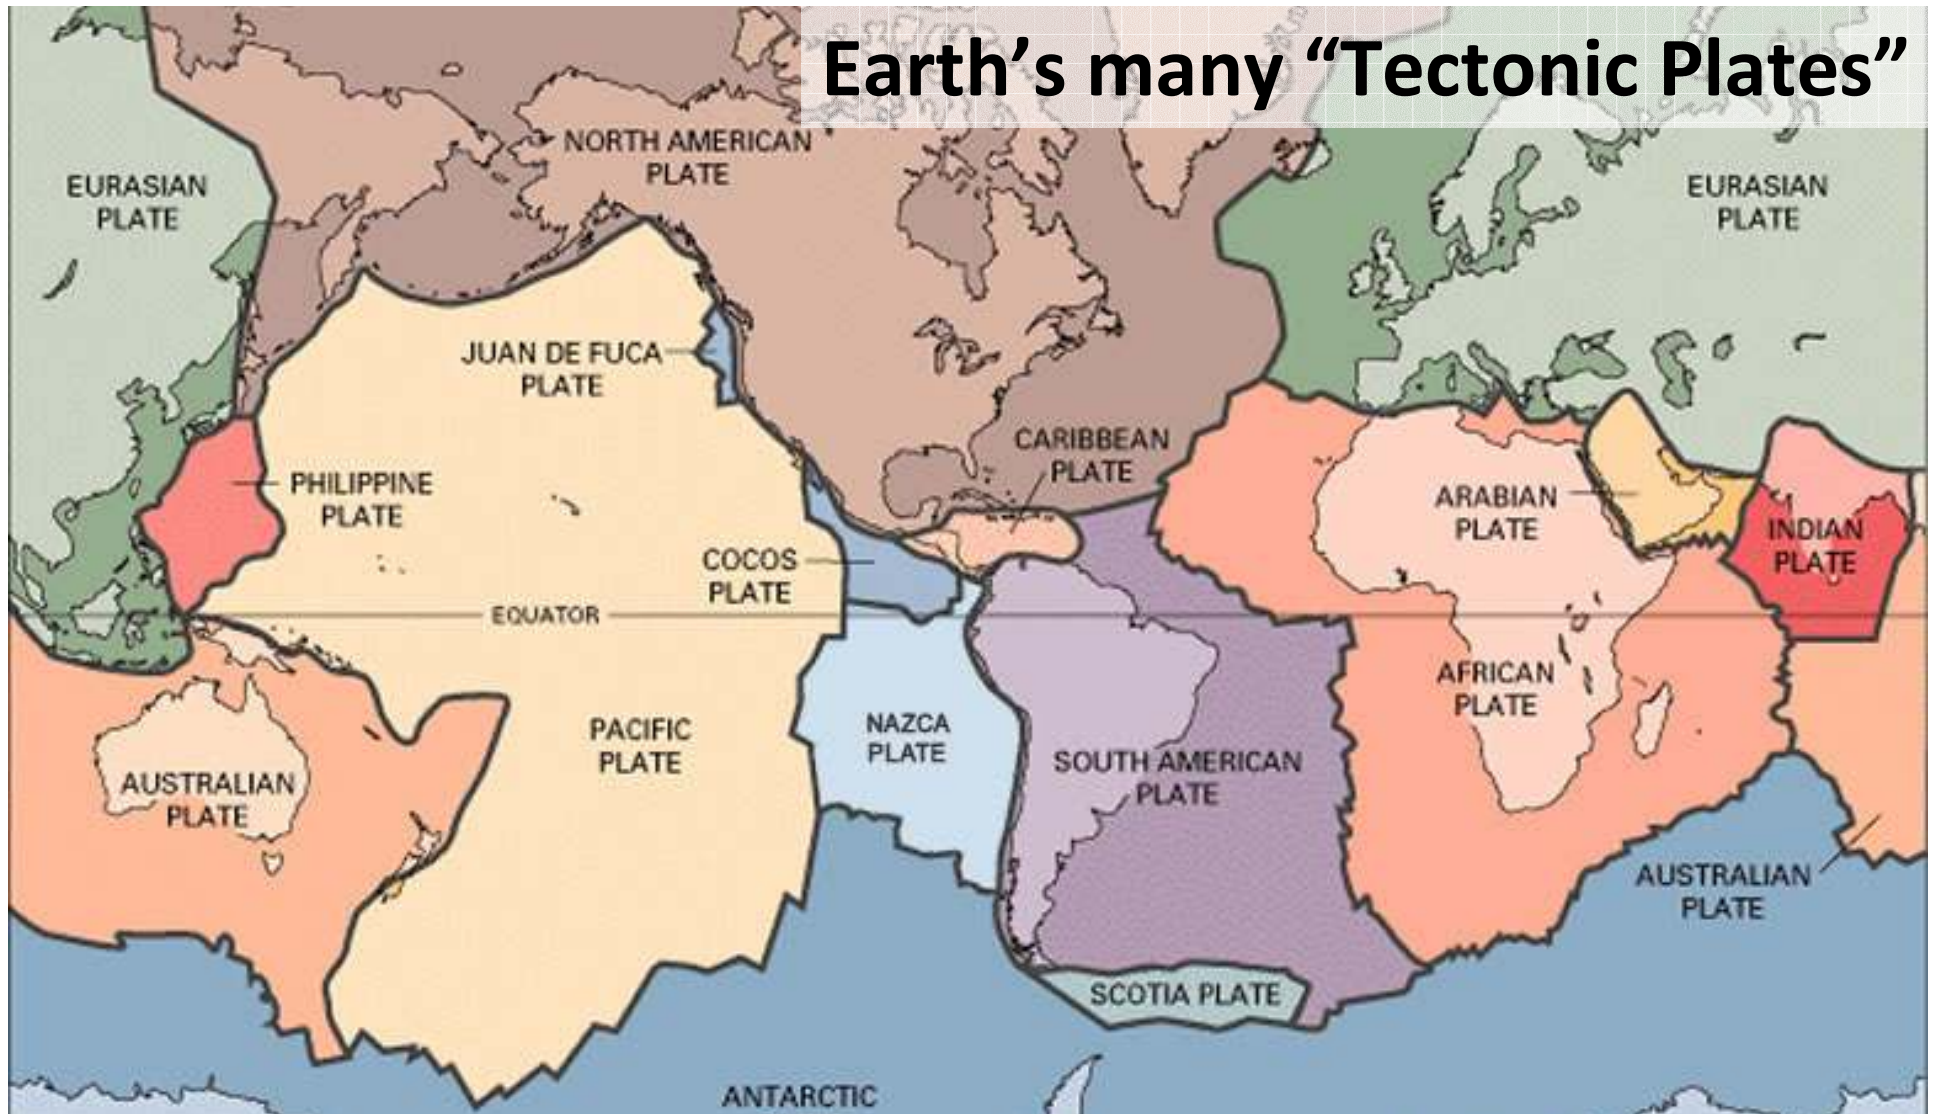 Earth's many “Tectonic Plates”
NORTH AMERICAN
PLATE
EURASIAN
PLATE
EURASIAN
PLATE
JUAN DE FUCA
PLATE
CARIBBEAN
PLATE
PHILIPPINE
PLATE
ARABIAN
PLATE
INDIAN
PLATE
COCOS
PLATE
EQUATOR
AFRICAN
PLATE
NAZCA
PLATE
PACIFIC
PLATE
SOUTH AMERICAN
PLATE
AUSTRALIAN
PLATE
AUSTRALIAN
PLATE
SCOTIA PLATE
ANTARCTIC